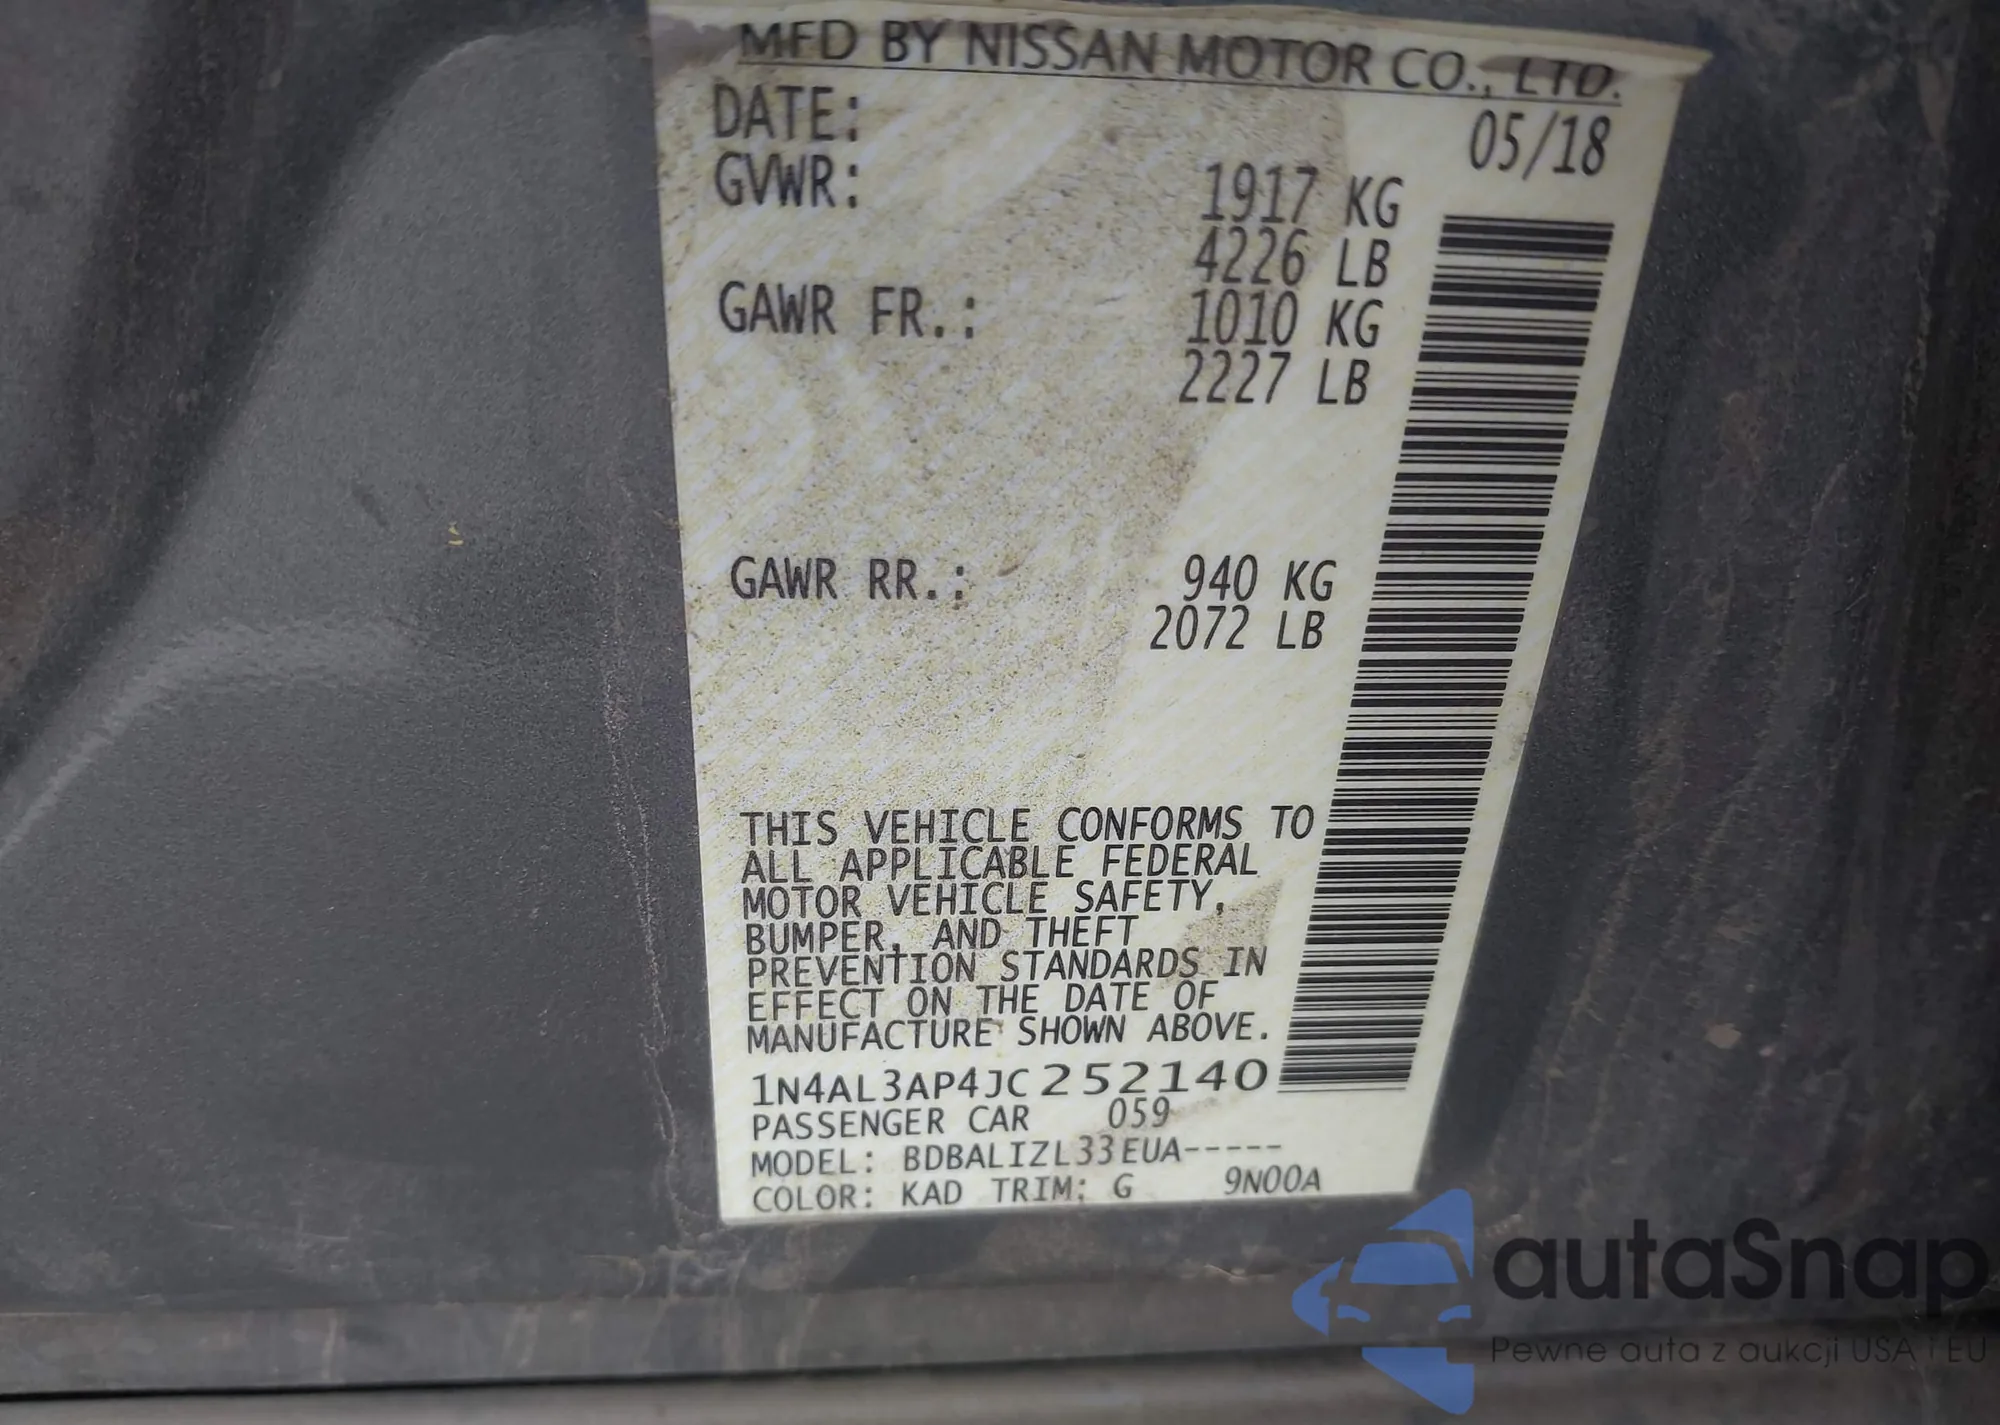 MFD BY NISSAN MOTOR CO., LTD.
DATE: 05/18
GVWR: 1917 KG
4226 LB
GAWR FR.: 1010 KG
2227 LB
GAWR RR.: 940 KG
2072 LB
THIS VEHICLE CONFORMS TO
ALL APPLICABLE FEDERAL
MOTOR VEHICLE SAFETY,
BUMPER, AND THEFT
PREVENTION STANDARDS IN
EFFECT ON THE DATE OF
MANUFACTURE SHOWN ABOVE.
1N4AL3AP4JC252140
PASSENGER CAR 059
MODEL: BDBALIZL33EUA-----
COLOR: KAD TRIM: G 9N00A
autaSnap
Pewne auta z aukcji USA i EU